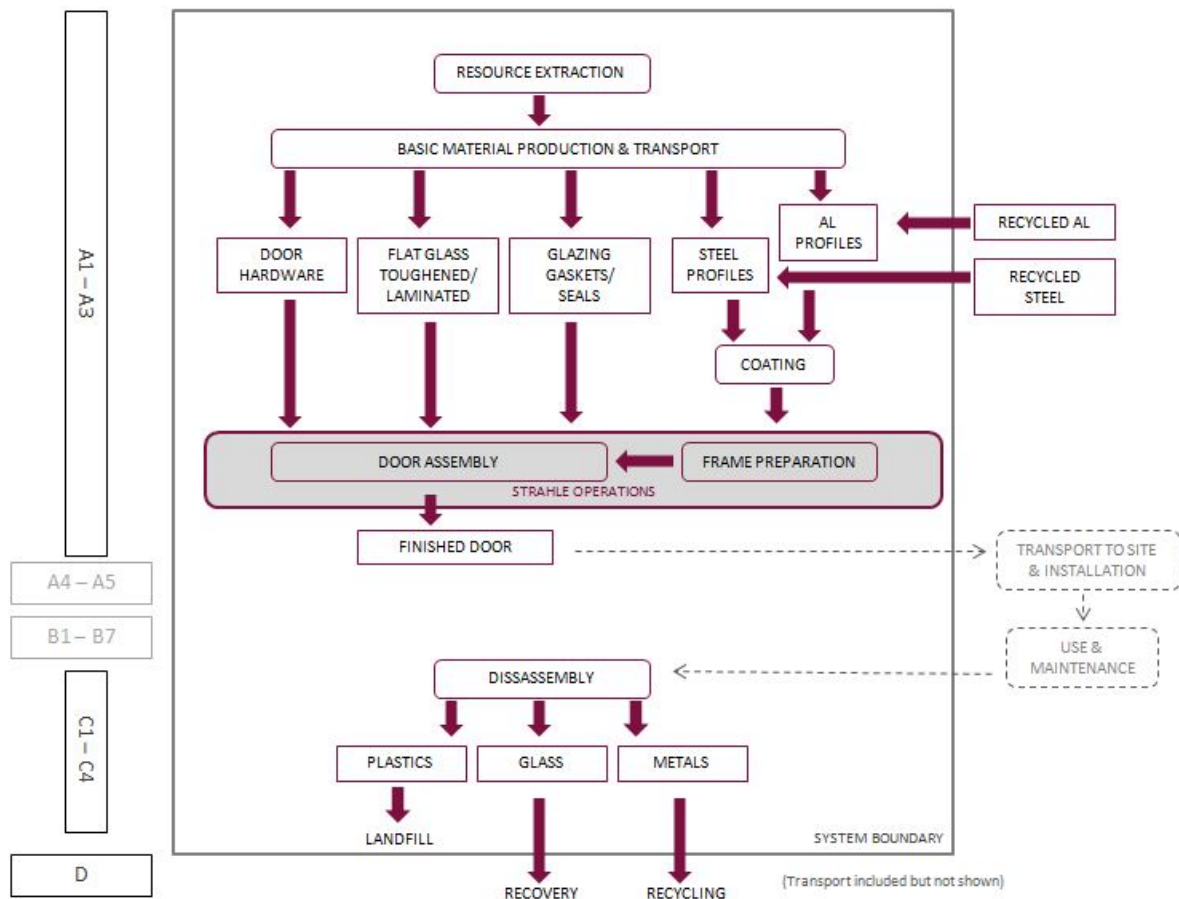 RESOURCE EXTRACTION
BASIC MATERIAL PRODUCTION & TRANSPORT
A1 – A3
DOOR
HARDWARE
FLAT GLASS
TOUGHENED/
LAMINATED
GLAZING
GASKETS/
SEALS
STEEL
PROFILES
AL
PROFILES
RECYCLED AL
RECYCLED
STEEL
COATING
DOOR ASSEMBLY
FRAME PREPARATION
STRAHLE OPERATIONS
FINISHED DOOR
TRANSPORT TO SITE
& INSTALLATION
A4 – A5
B1 – B7
USE &
MAINTENANCE
DISSASSEMBLY
C1 – C4
PLASTICS
GLASS
METALS
LANDFILL
SYSTEM BOUNDARY
D
RECOVERY
RECYCLING
(Transport included but not shown)